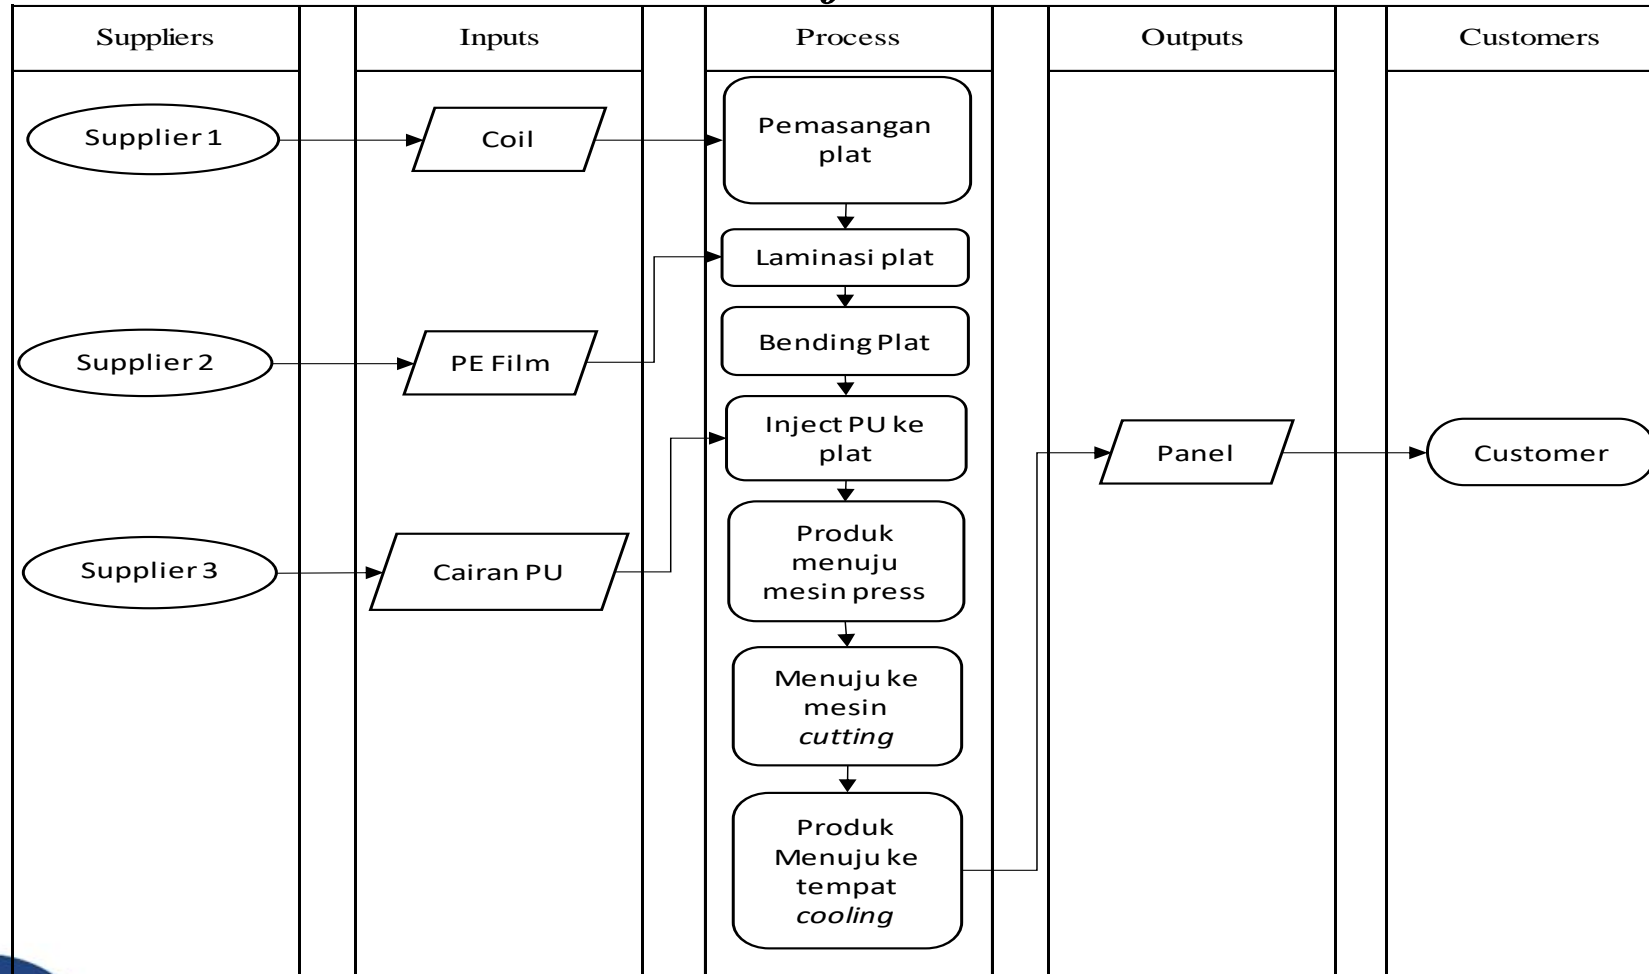 Suppliers
Inputs
Process
Outputs
Customers
Supplier 1
Coil
Pemasangan
plat
Laminasi plat
Supplier 2
PE Film
Bending Plat
Inject PU ke
plat
Panel
Customer
Supplier 3
Cairan PU
Produk
menuju
mesin press
Menuju ke
mesin
cutting
Produk
Menuju ke
tempat
cooling